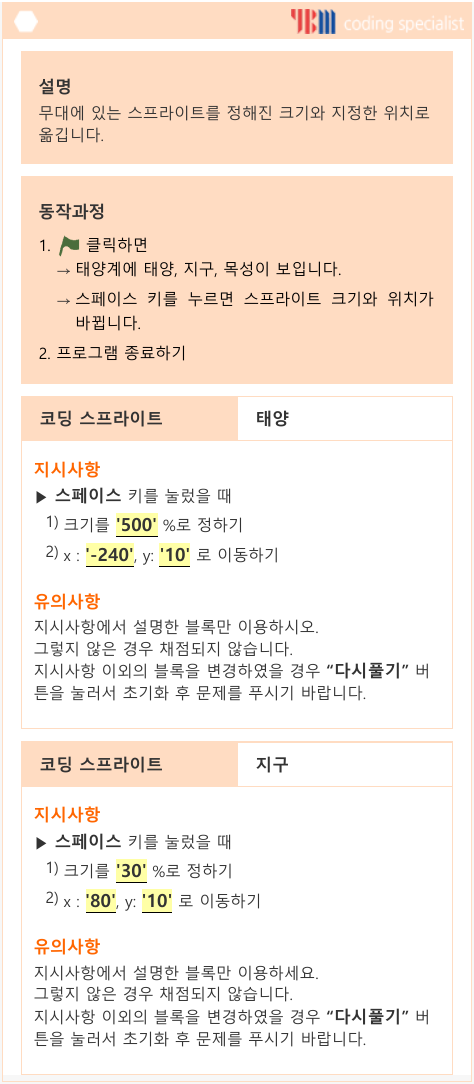 YBM coding specialist
설명
무대에 있는 스프라이트를 정해진 크기와 지정한 위치로
옮깁니다.
동작과정
1. 클릭하면
→ 태양계에 태양, 지구, 목성이 보입니다.
→ 스페이스 키를 누르면 스프라이트 크기와 위치가
바뀝니다.
2. 프로그램 종료하기
코딩 스프라이트 태양
지시사항
▶ 스페이스 키를 눌렀을 때
1) 크기를 '500' %로 정하기
2) x : '-240', y: '10' 로 이동하기
유의사항
지시사항에서 설명한 블록만 이용하시오.
그렇지 않은 경우 채점되지 않습니다.
지시사항 이외의 블록을 변경하였을 경우 “다시풀기” 버
튼을 눌러서 초기화 후 문제를 푸시기 바랍니다.
코딩 스프라이트 지구
지시사항
▶ 스페이스 키를 눌렀을 때
1) 크기를 '30' %로 정하기
2) x : '80', y: '10' 로 이동하기
유의사항
지시사항에서 설명한 블록만 이용하세요.
그렇지 않은 경우 채점되지 않습니다.
지시사항 이외의 블록을 변경하였을 경우 “다시풀기” 버
튼을 눌러서 초기화 후 문제를 푸시기 바랍니다.